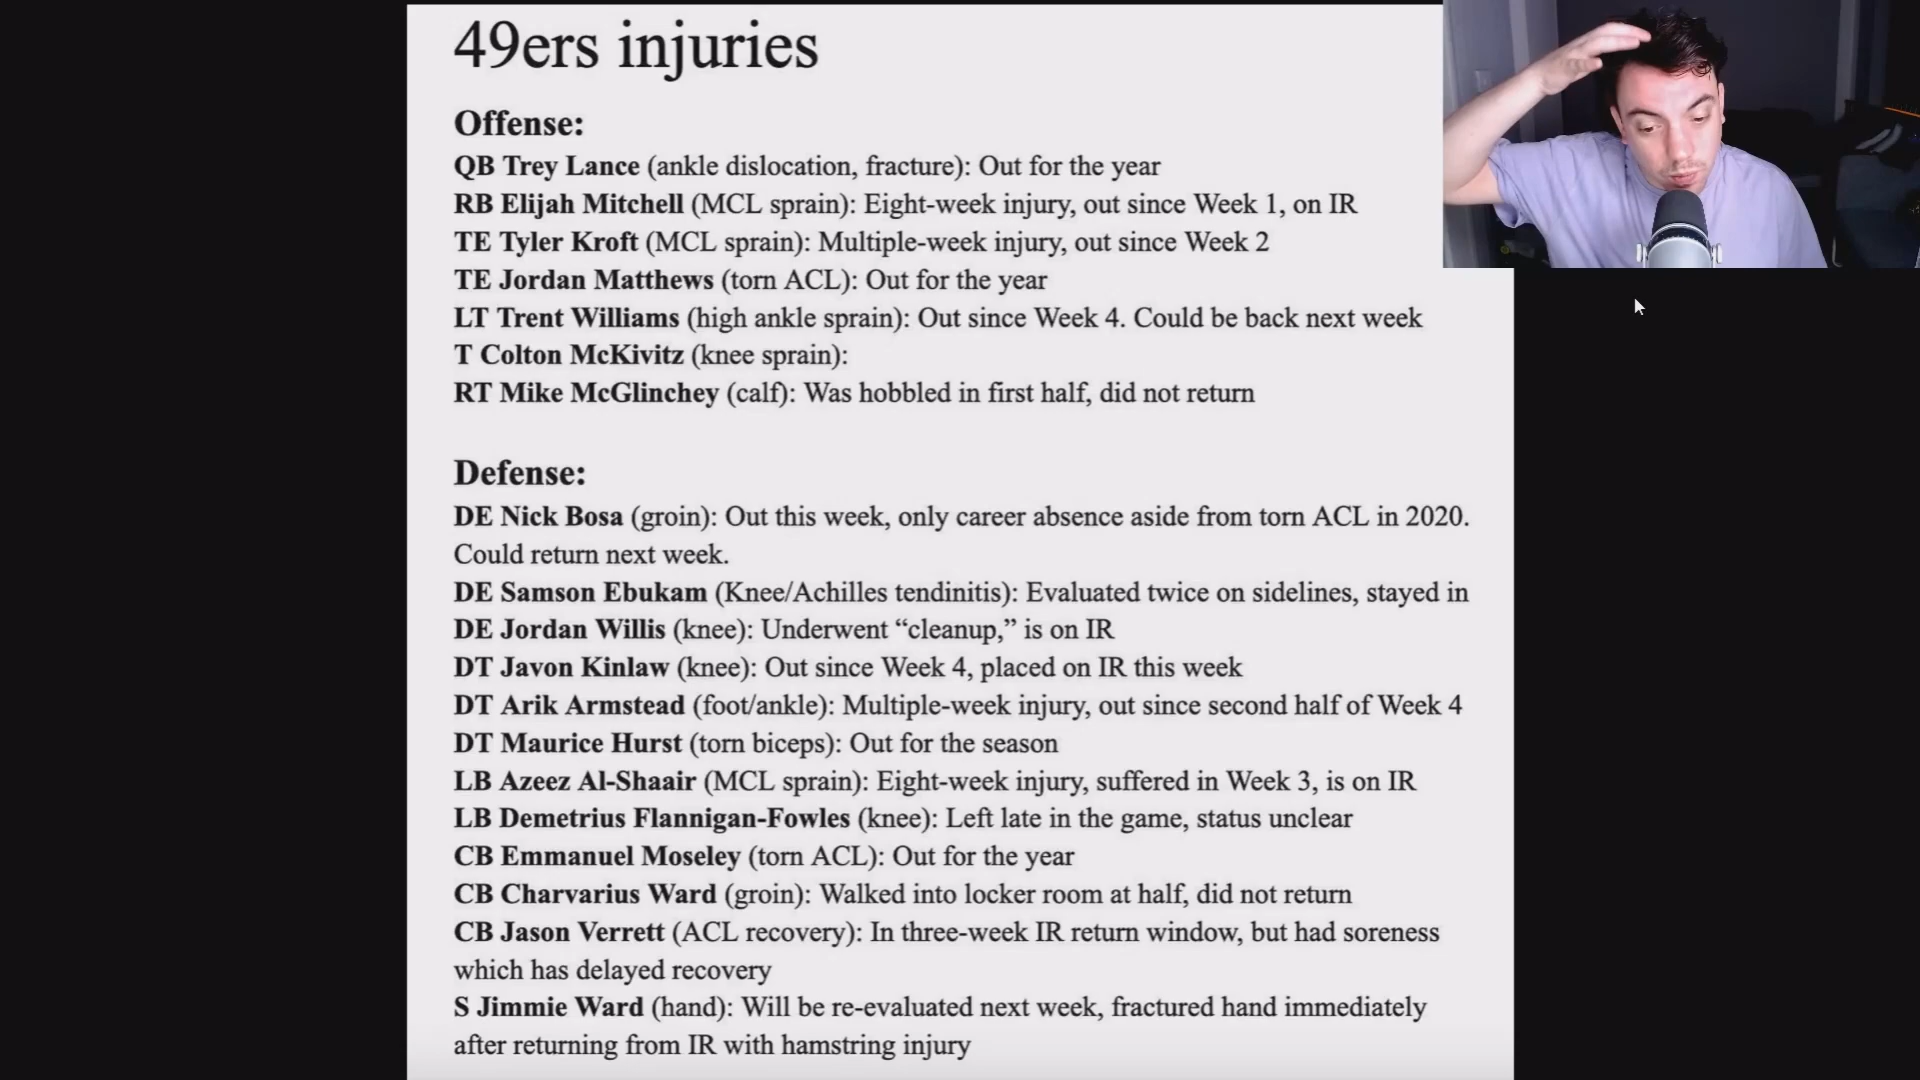 49ers injuries
Offense:
QB Trey Lance (ankle dislocation, fracture): Out for the year
RB Elijah Mitchell (MCL sprain): Eight-week injury, out since Week 1, on IR
TE Tyler Kroft (MCL sprain): Multiple-week injury, out since Week 2
TE Jordan Matthews (torn ACL): Out for the year
LT Trent Williams (high ankle sprain): Out since Week 4. Could be back next week
T Colton McKivitz (knee sprain):
RT Mike McGlinchey (calf): Was hobbled in first half, did not return
Defense:
DE Nick Bosa (groin): Out this week, only career absence aside from torn ACL in 2020.
Could return next week.
DE Samson Ebukam (Knee/Achilles tendinitis): Evaluated twice on sidelines, stayed in
DE Jordan Willis (knee): Underwent “cleanup,” is on IR
DT Javon Kinlaw (knee): Out since Week 4, placed on IR this week
DT Arik Armstead (foot/ankle): Multiple-week injury, out since second half of Week 4
DT Maurice Hurst (torn biceps): Out for the season
LB Azeez Al-Shaair (MCL sprain): Eight-week injury, suffered in Week 3, is on IR
LB Demetrius Flannigan-Fowles (knee): Left late in the game, status unclear
CB Emmanuel Moseley (torn ACL): Out for the year
CB Charvarius Ward (groin): Walked into locker room at half, did not return
CB Jason Verrett (ACL recovery): In three-week IR return window, but had soreness
which has delayed recovery
S Jimmie Ward (hand): Will be re-evaluated next week, fractured hand immediately
after returning from IR with hamstring injury